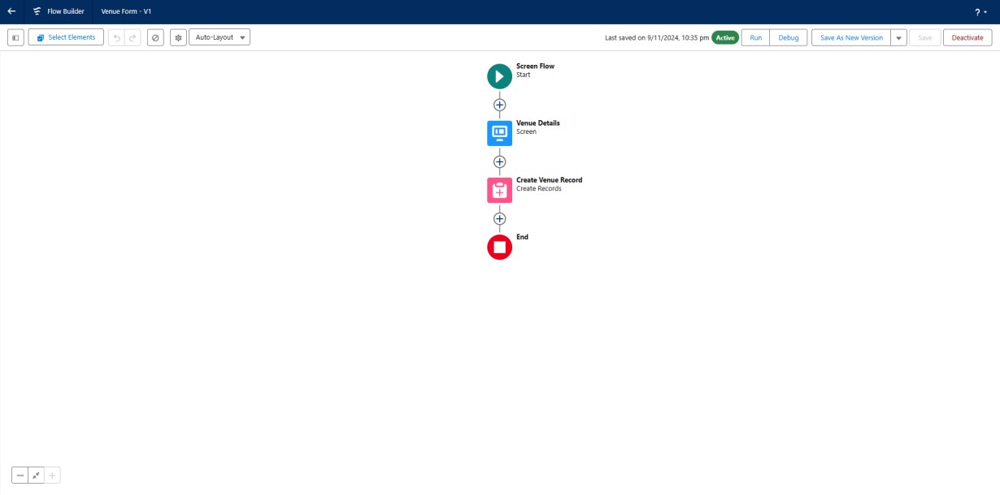 Flow Builder
Venue Form - V1
?
Select Elements
Auto-Layout
Last saved on 9/11/2024, 10:35 pm
Active
Run
Debug
Save As New Version
Save
Deactivate
Screen Flow
Start
Venue Details
Screen
Create Venue Record
Create Records
End